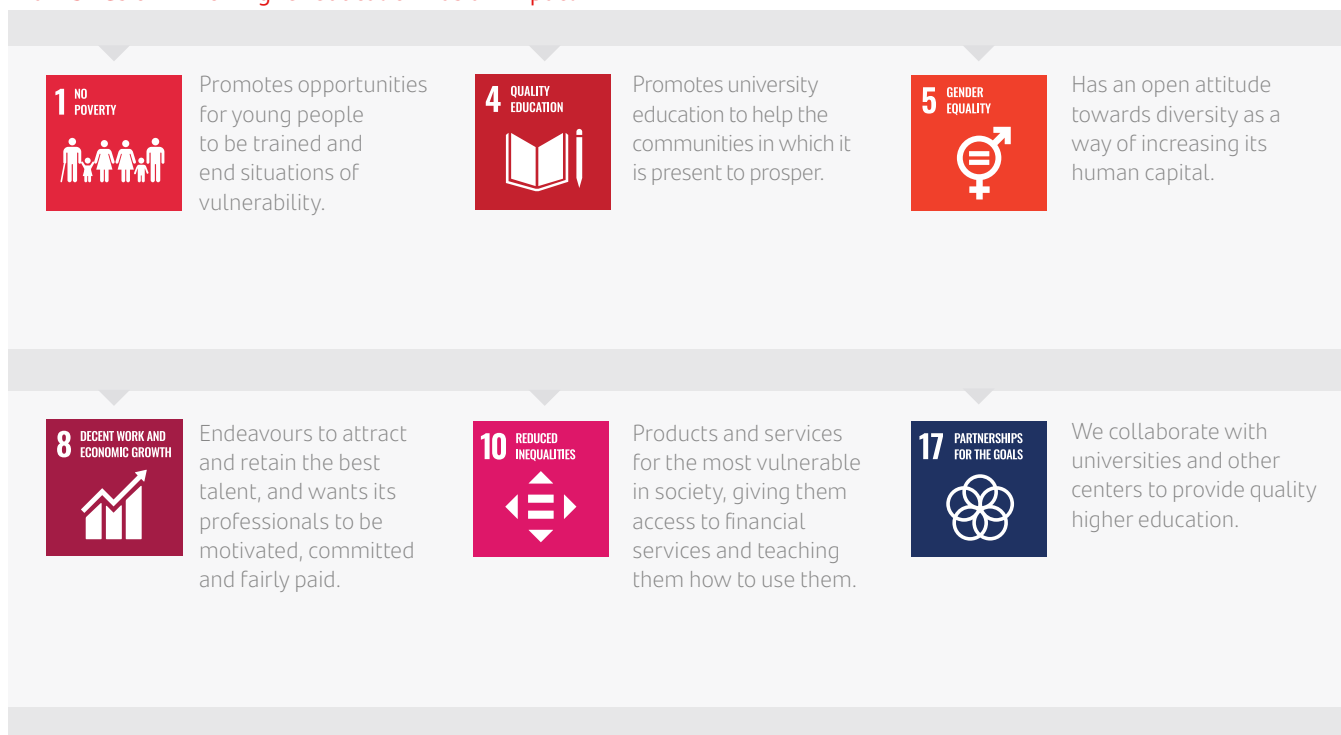 1 NO
POVERTY
Promotes opportunities
for young people
to be trained and
end situations of
vulnerability.
4 QUALITY
EDUCATION
Promotes university
education to help the
communities in which it
is present to prosper.
5 GENDER
EQUALITY
Has an open attitude
towards diversity as a
way of increasing its
human capital.
8 DECENT WORK AND
ECONOMIC GROWTH
Endeavours to attract
and retain the best
talent, and wants its
professionals to be
motivated, committed
and fairly paid.
10 REDUCED
INEQUALITIES
Products and services
for the most vulnerable
in society, giving them
access to financial
services and teaching
them how to use them.
17 PARTNERSHIPS
FOR THE GOALS
We collaborate with
universities and other
centers to provide quality
higher education.